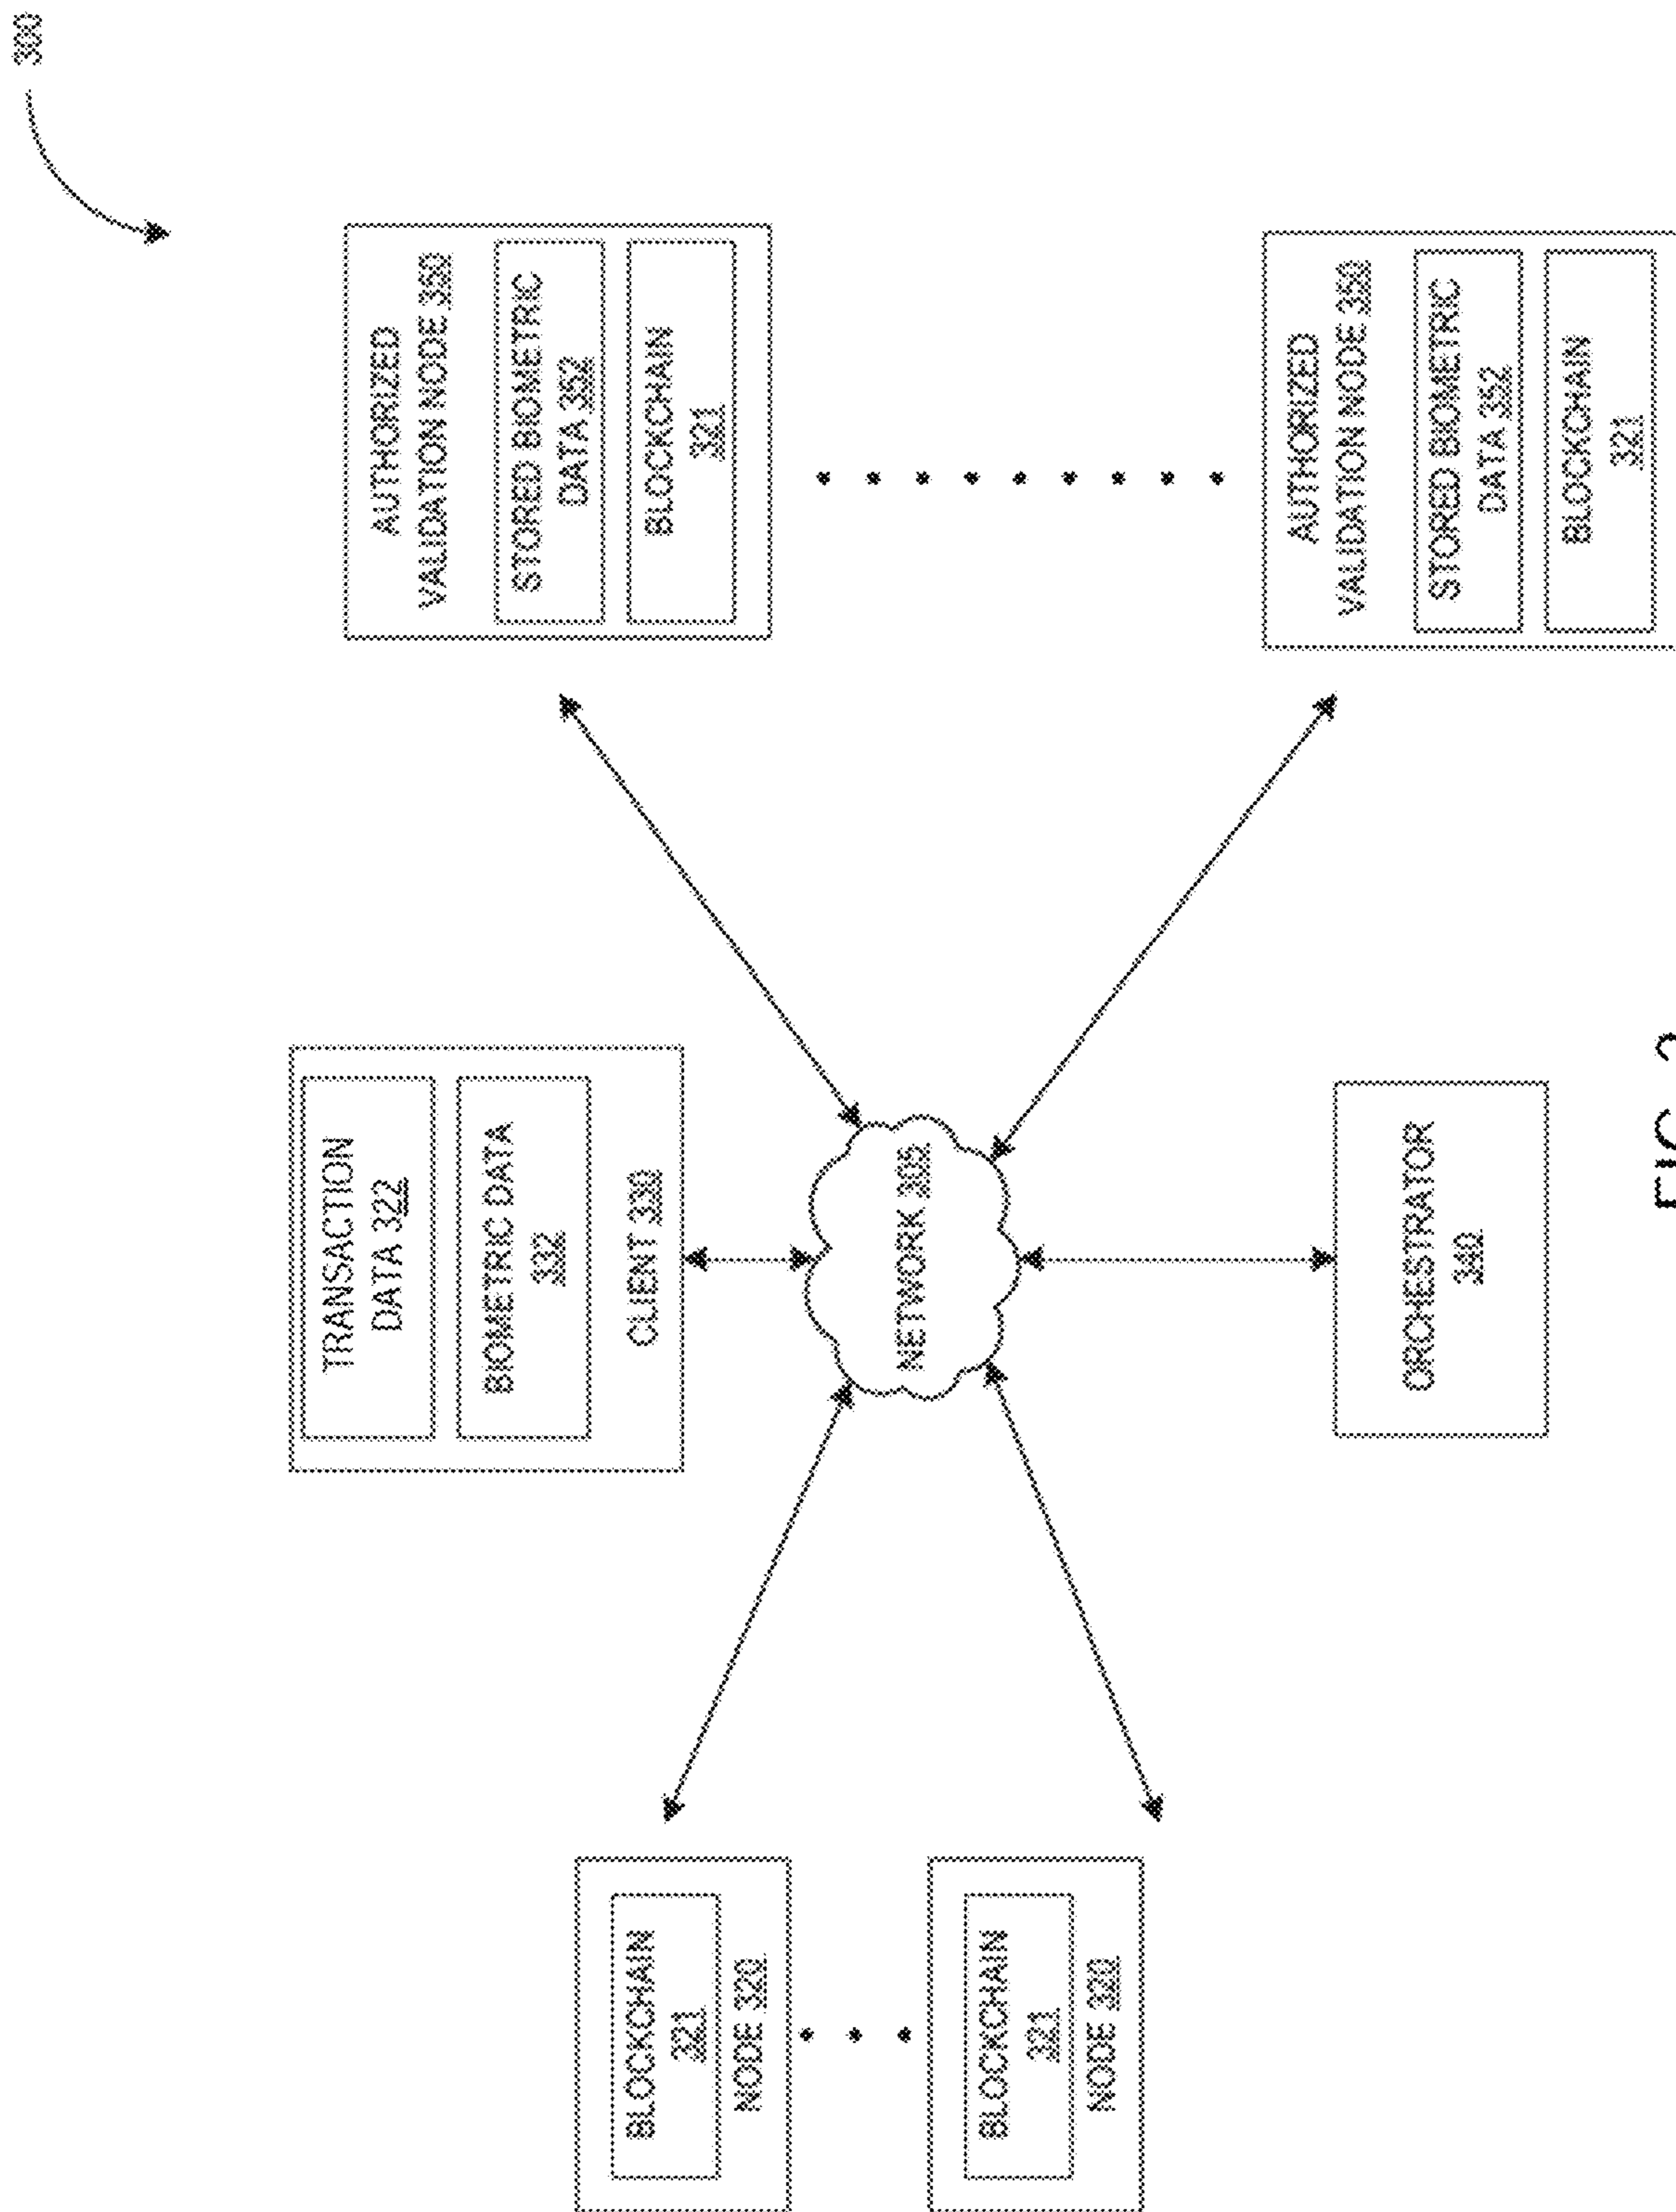 300
TRANSACTION
DATA 322
BIOMETRIC DATA
332
CLIENT 330
AUTHORIZED
VALIDATION NODE 350
STORED BIOMETRIC
DATA 352
BLOCKCHAIN
321
BLOCKCHAIN
321
NODE 320
NETWORK 305
BLOCKCHAIN
321
NODE 320
ORCHESTRATOR
340
AUTHORIZED
VALIDATION NODE 350
STORED BIOMETRIC
DATA 352
BLOCKCHAIN
321